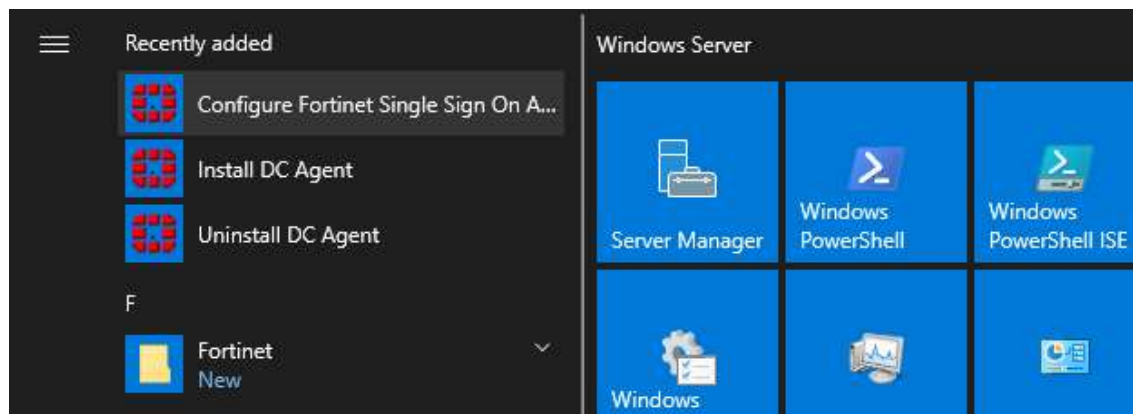 Recently added
Configure Fortinet Single Sign On A...
Install DC Agent
Uninstall DC Agent
F
Fortinet
New
Windows Server
Server Manager
Windows
PowerShell
Windows
PowerShell ISE
Windows